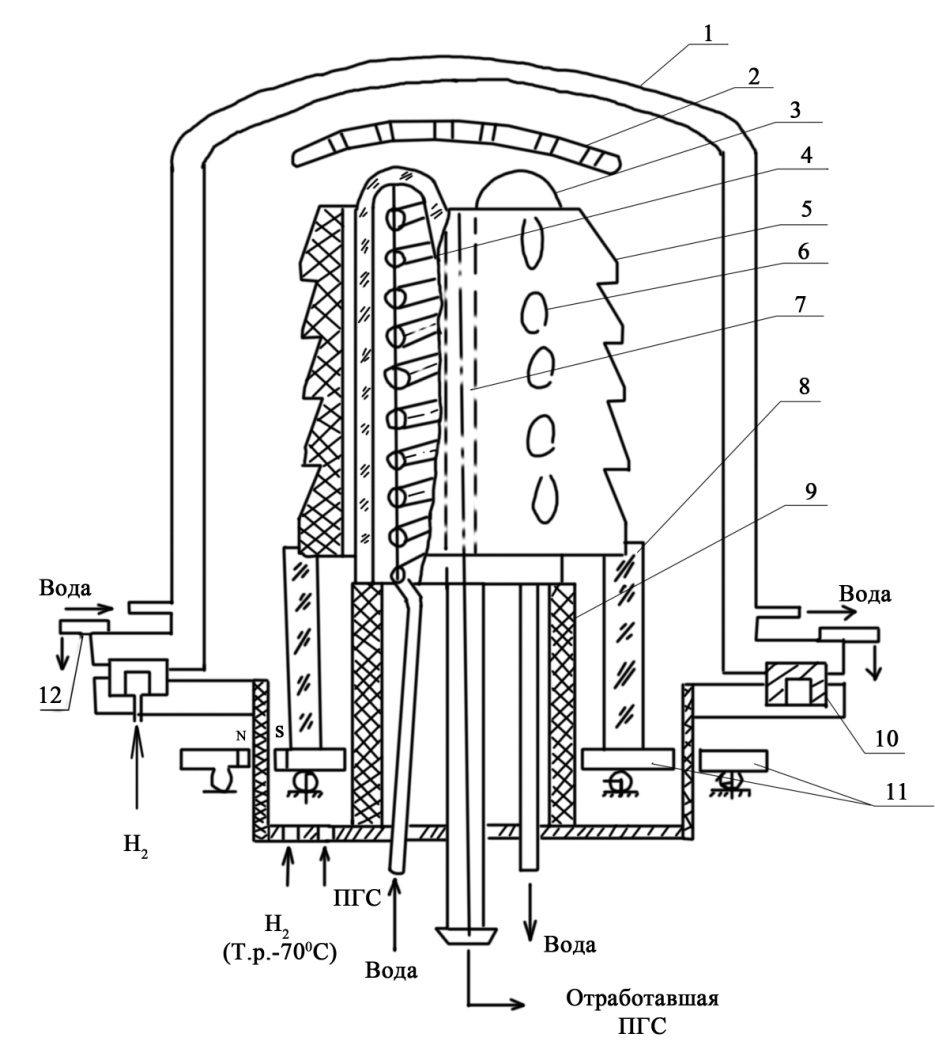 1
2
3
4
5
6
7
8
9
Вода
Вода
12
N
S
10
11
H2
ПГС
H2
(Т.р.-70⁰С)
Вода
Вода
Отработавшая
ПГС